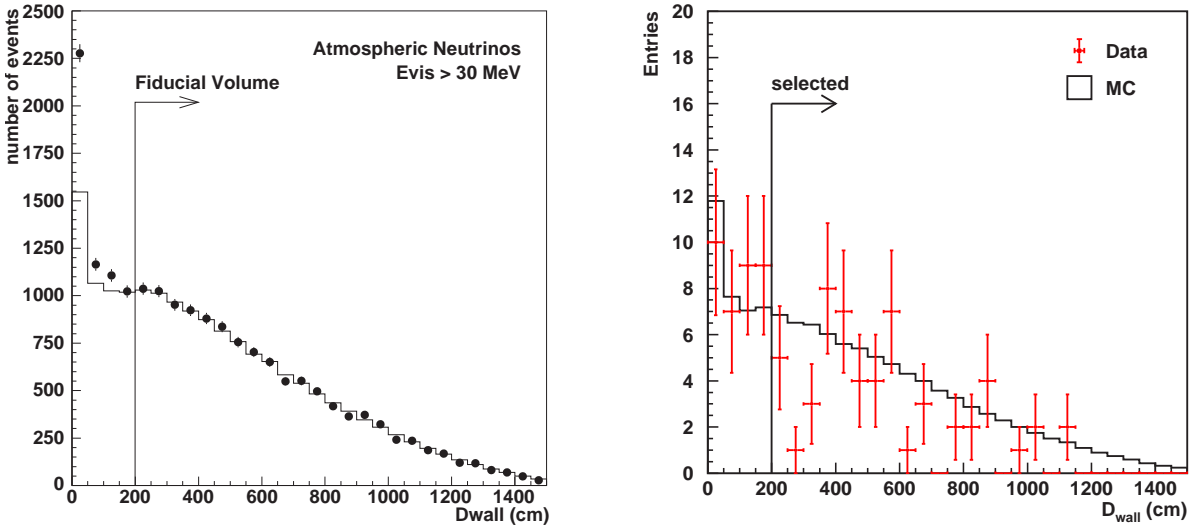 number of events
2500
2250
2000
1750
1500
1250
1000
750
500
250
0
Atmospheric Neutrinos
Evis > 30 MeV
Fiducial Volume
0 200 400 600 800 1000 1200 1400
Dwall (cm)
Entries
20
18
16
14
12
10
8
6
4
2
0
Data
MC
selected
0 200 400 600 800 1000 1200 1400
Dwall (cm)